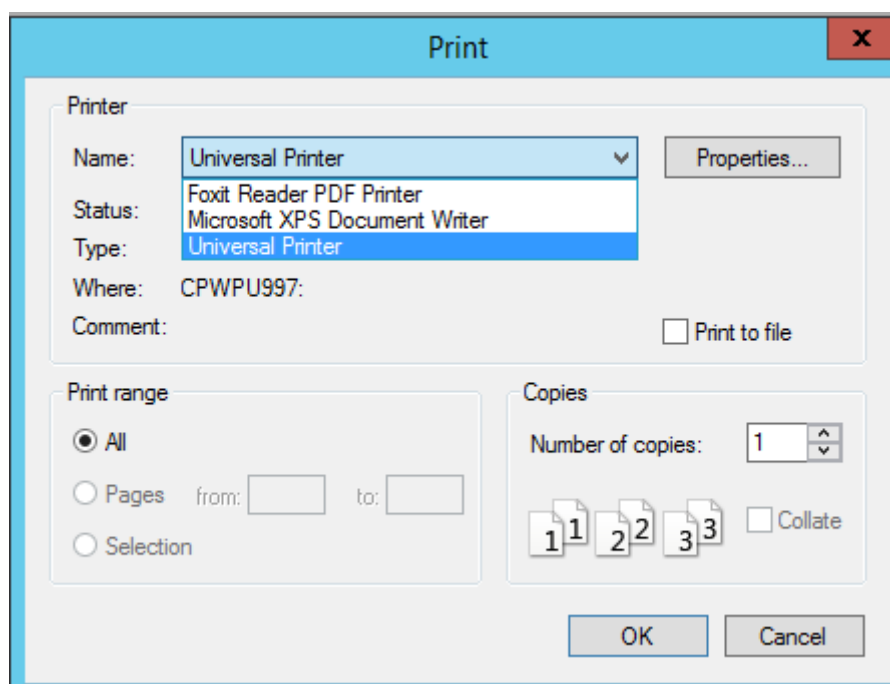 Print
x
Printer
Name: Universal Printer Properties...
Foxit Reader PDF Printer
Status: Microsoft XPS Document Writer
Type: Universal Printer
Where: CPWPU997:
Comment: Print to file
Print range
All
Pages from: to:
Selection
Copies
Number of copies: 1
1 1 2 2 3 3 Collate
OK Cancel